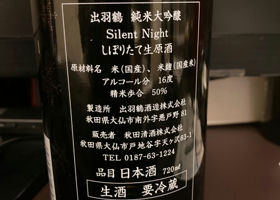 出羽鶴 純米大吟醸
Silent Night
しぼりたて生原酒
原材料名 米(国産)、米麹(国産米)
アルコール分 16度
精米歩合 50%
製造所 出羽鶴酒造株式会社
秋田県大仙市南外字悪戸野 81
販売者 秋田清酒株式会社
秋田県大仙市戸地谷字天ケ沢83-1
TEL 0187-63-1224
品目 日本酒 720ml
生酒 要冷蔵